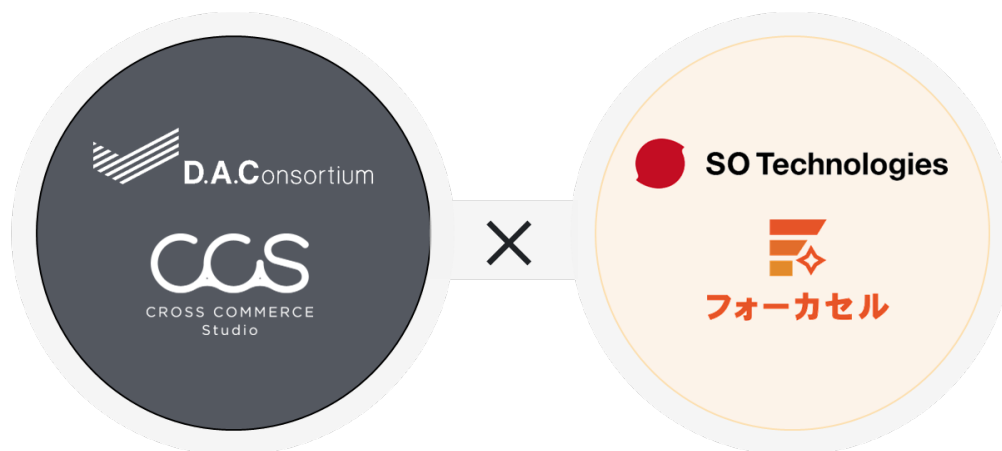 D.A.Consortium
CCS
CROSS COMMERCE
Studio
×
SO Technologies
フォーカセル